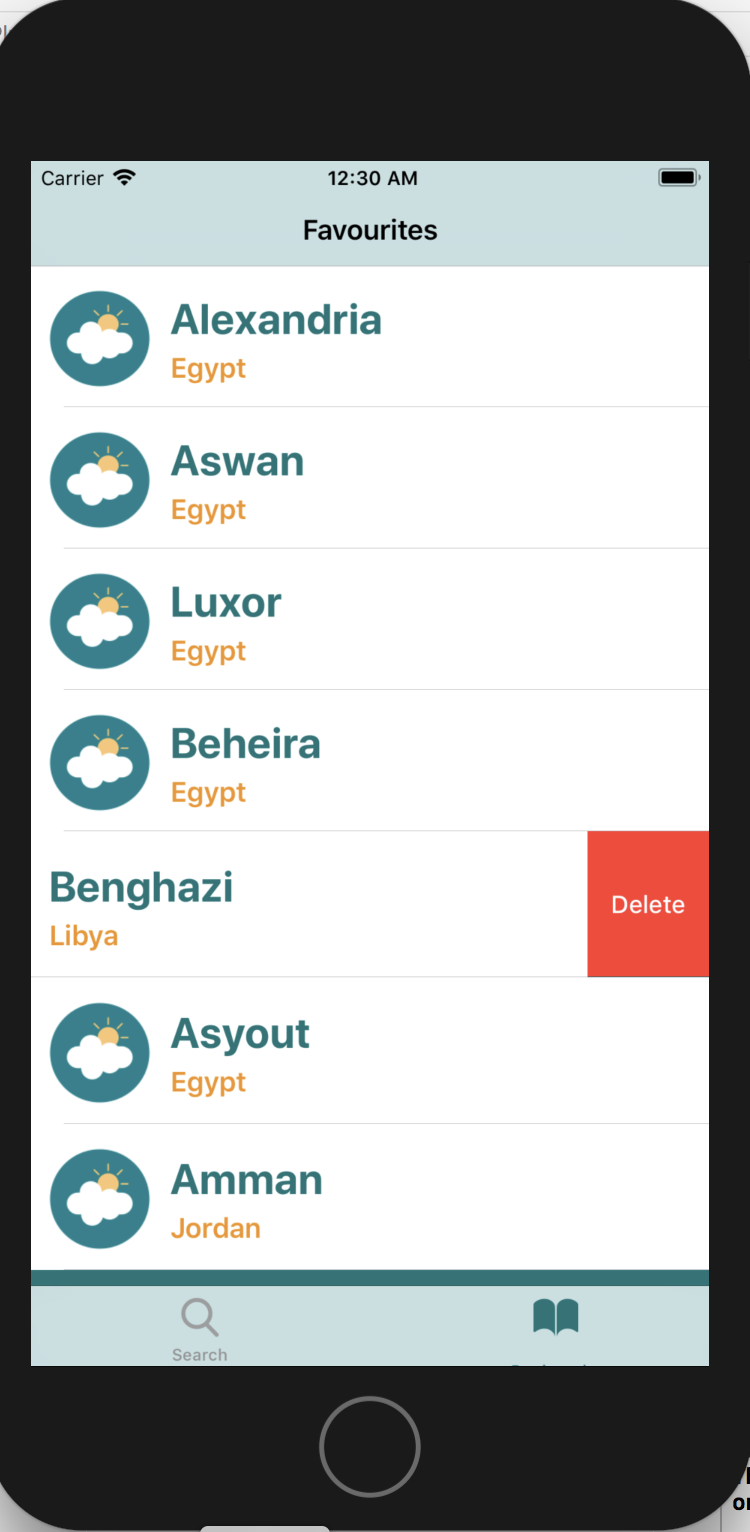 Carrier 12:30 AM
Favourites
Alexandria
Egypt
Aswan
Egypt
Luxor
Egypt
Beheira
Egypt
Benghazi
Libya
Delete
Asyout
Egypt
Amman
Jordan
Search